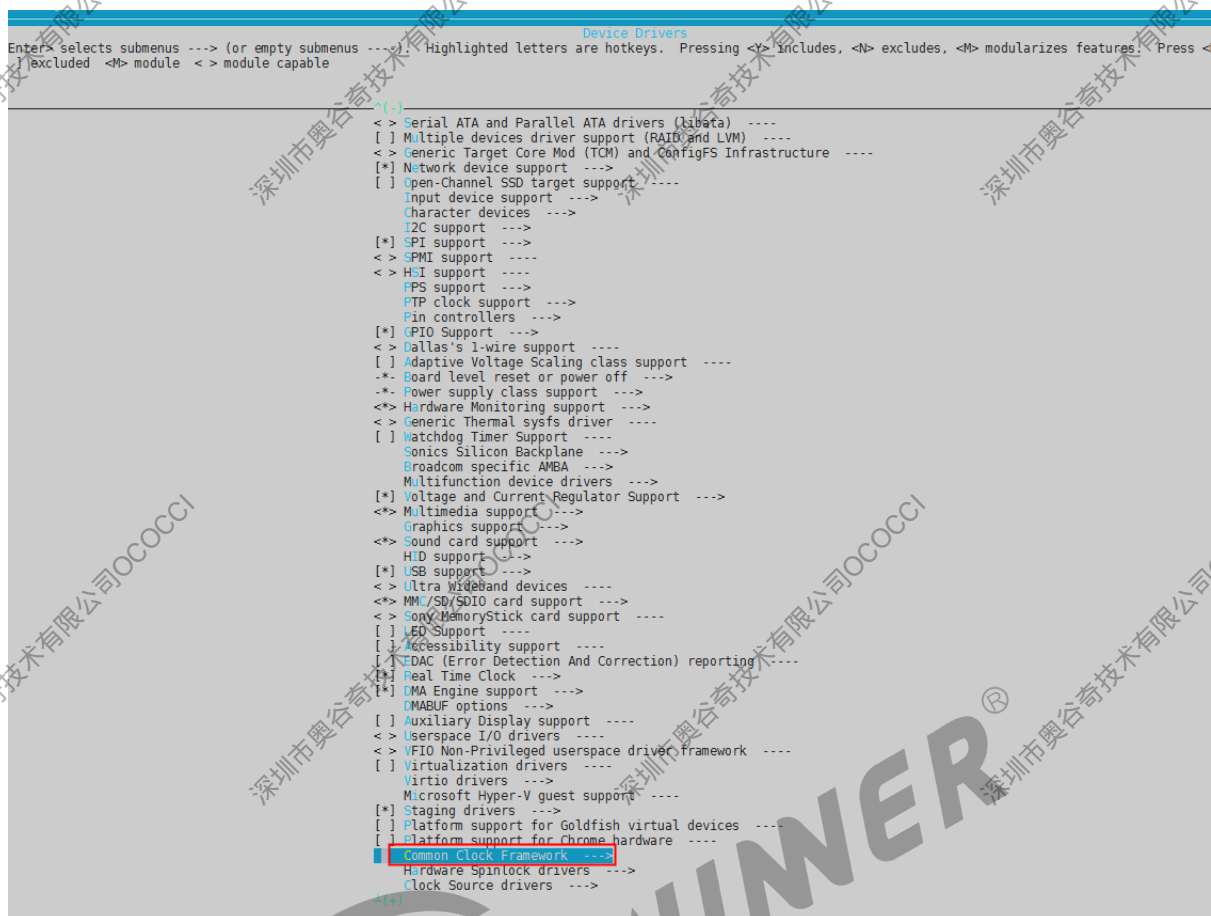 Device Drivers
Enter> selects submenus ---> (or empty submenus ----).  Highlighted letters are hotkeys.  Pressing <Y> includes, <N> excludes, <M> modularizes features.  Press <
] excluded  <M> module  < > module capable
^(-)
< > Serial ATA and Parallel ATA drivers (libata)  ----
[ ] Multiple devices driver support (RAID and LVM)  ----
< > Generic Target Core Mod (TCM) and ConfigFS Infrastructure  ----
[*] Network device support  --->
[ ] Open-Channel SSD target support  ----
Input device support  --->
Character devices  --->
I2C support  --->
[*] SPI support  --->
< > SPMI support  ----
< > HSI support  ----
PPS support  --->
PTP clock support  --->
Pin controllers  --->
[*] GPIO Support  --->
< > Dallas's 1-wire support  ----
[ ] Adaptive Voltage Scaling class support  ----
-*- Board level reset or power off  --->
-*- Power supply class support  --->
<*> Hardware Monitoring support  --->
< > Generic Thermal sysfs driver  ----
[ ] Watchdog Timer Support  ----
Sonics Silicon Backplane  --->
Broadcom specific AMBA  --->
Multifunction device drivers  --->
[*] Voltage and Current Regulator Support  --->
<*> Multimedia support  --->
Graphics support  --->
<*> Sound card support  --->
HID support  --->
[*] USB support  --->
< > Ultra Wideband devices  ----
<*> MMC/SD/SDIO card support  --->
< > Sony MemoryStick card support  ----
[ ] LED Support  ----
[ ] Accessibility support  ----
[ ] EDAC (Error Detection And Correction) reporting  ----
[*] Real Time Clock  --->
[*] DMA Engine support  --->
DMABUF options  --->
[ ] Auxiliary Display support  ----
< > Userspace I/O drivers  ----
< > VFIO Non-Privileged userspace driver framework  ----
[ ] Virtualization drivers  ----
Virtio drivers  --->
Microsoft Hyper-V guest support  ----
[*] Staging drivers  --->
[ ] Platform support for Goldfish virtual devices  ----
[ ] Platform support for Chrome hardware  ----
Common Clock Framework  --->
Hardware Spinlock drivers  --->
Clock Source drivers  --->
┴(+)
深圳市奥谷奇技术有限公司OCOCCI
WINNER®